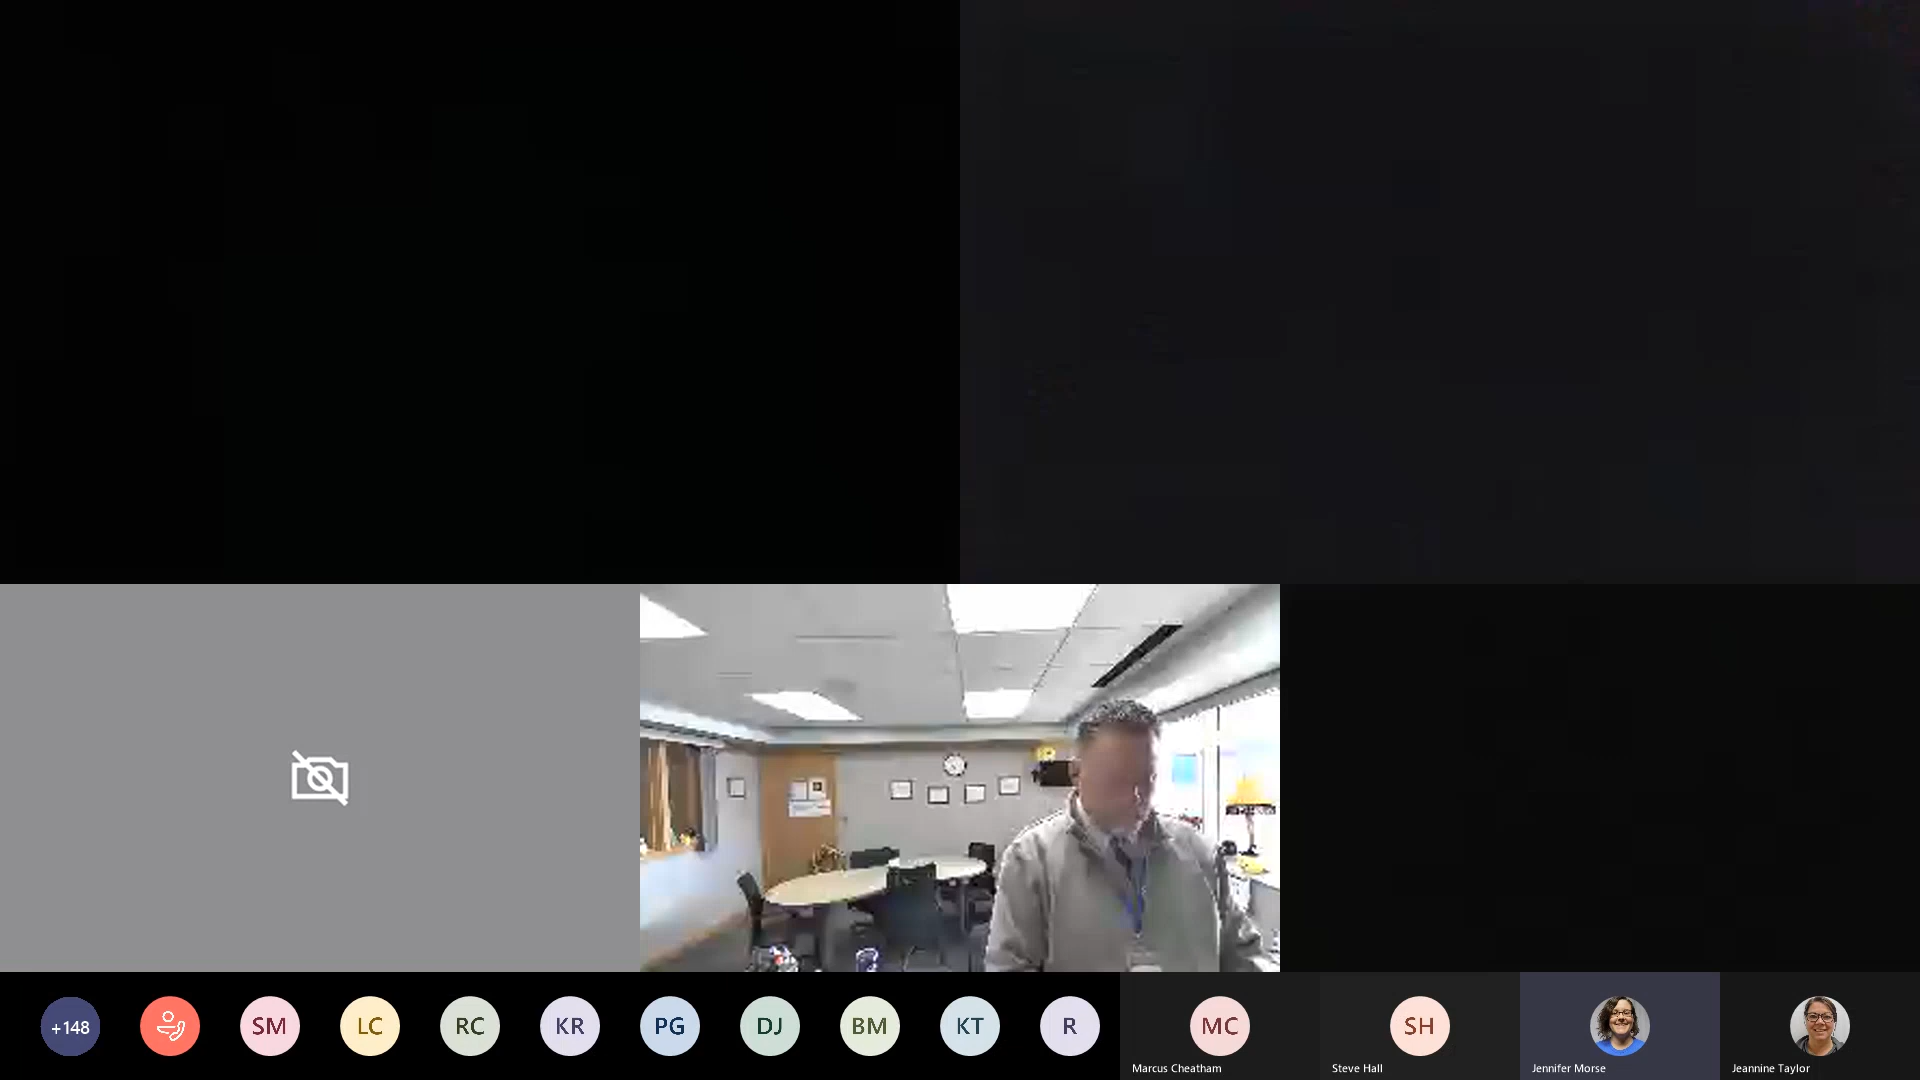 +148
SM
LC
RC
KR
PG
DJ
BM
KT
R
MC
SH
Marcus Cheatham
Steve Hall
Jennifer Morse
Jeannine Taylor